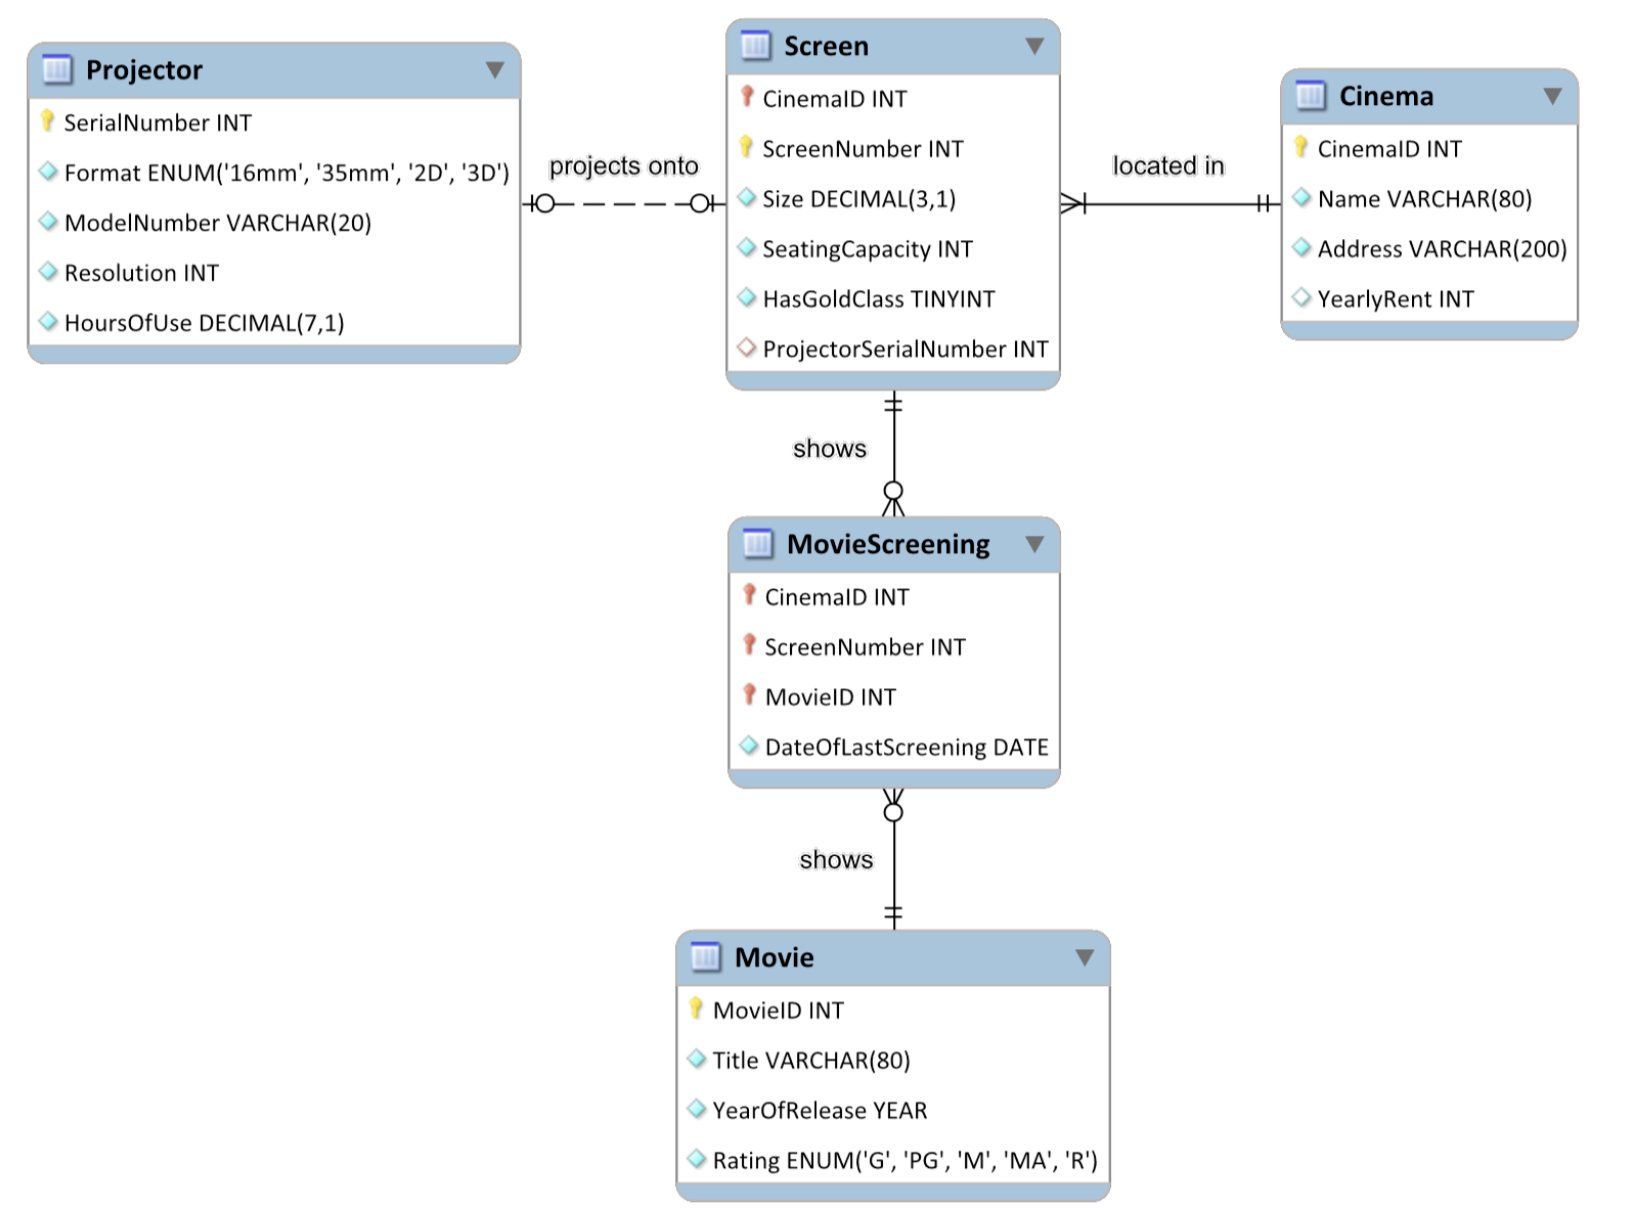 Projector
SerialNumber INT
Format ENUM('16mm', '35mm', '2D', '3D')
ModelNumber VARCHAR(20)
Resolution INT
HoursOfUse DECIMAL(7,1)
projects onto
Screen
CinemaID INT
ScreenNumber INT
Size DECIMAL(3,1)
SeatingCapacity INT
HasGoldClass TINYINT
ProjectorSerialNumber INT
located in
Cinema
CinemaID INT
Name VARCHAR(80)
Address VARCHAR(200)
YearlyRent INT
shows
MovieScreening
CinemaID INT
ScreenNumber INT
MovieID INT
DateOfLastScreening DATE
shows
Movie
MovieID INT
Title VARCHAR(80)
YearOfRelease YEAR
Rating ENUM('G', 'PG', 'M', 'MA', 'R')